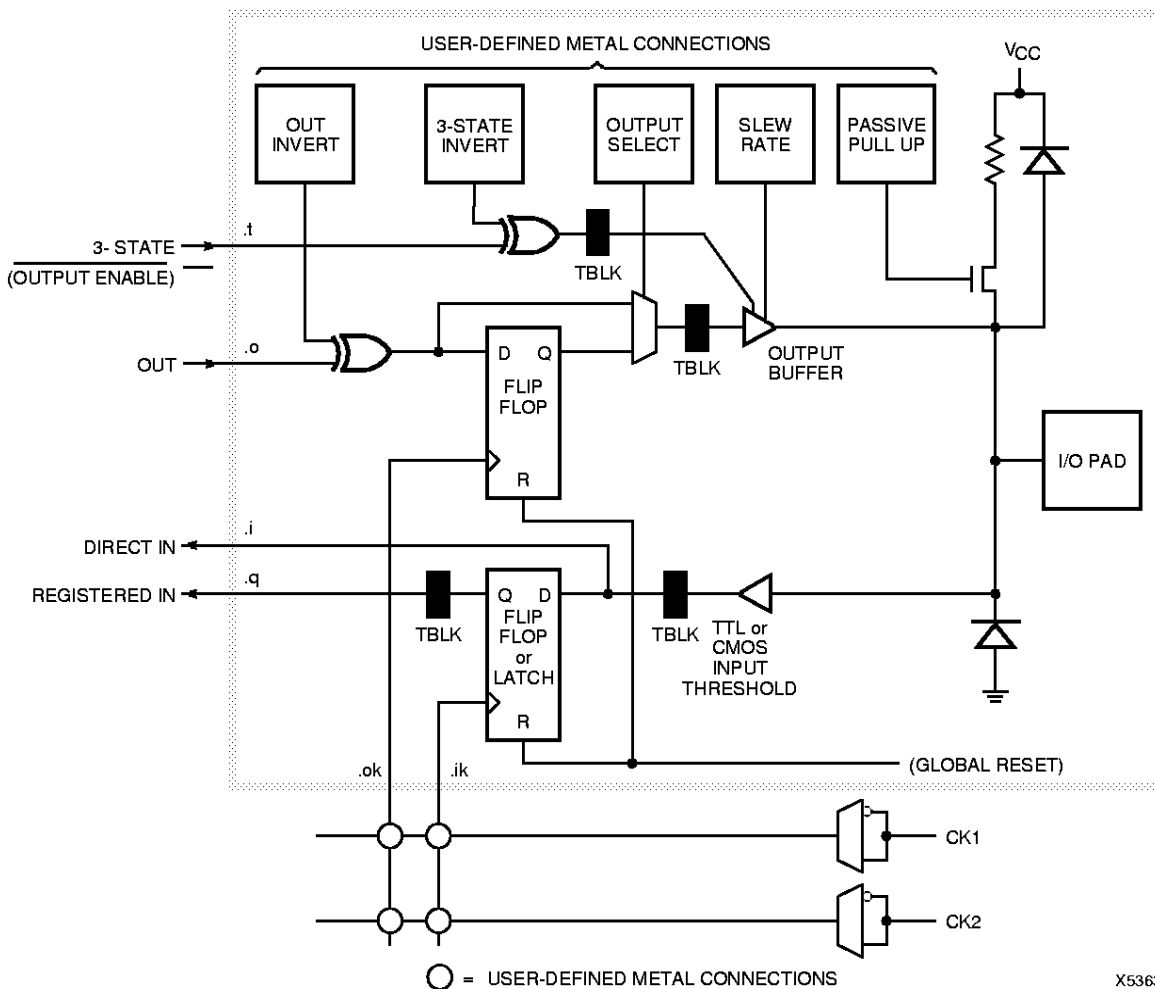 USER-DEFINED METAL CONNECTIONS
OUT
INVERT
3-STATE
INVERT
OUTPUT
SELECT
SLEW
RATE
PASSIVE
PULL UP
VCC
3- STATE
.t
(OUTPUT ENABLE)
TBLK
OUT
.o
D Q
FLIP
FLOP
R
TBLK
OUTPUT
BUFFER
I/O PAD
DIRECT IN
.i
REGISTERED IN
.q
TBLK
Q D
FLIP
FLOP
or
LATCH
R
TBLK
TTL or
CMOS
INPUT
THRESHOLD
.ok
.ik
(GLOBAL RESET)
CK1
CK2
= USER-DEFINED METAL CONNECTIONS